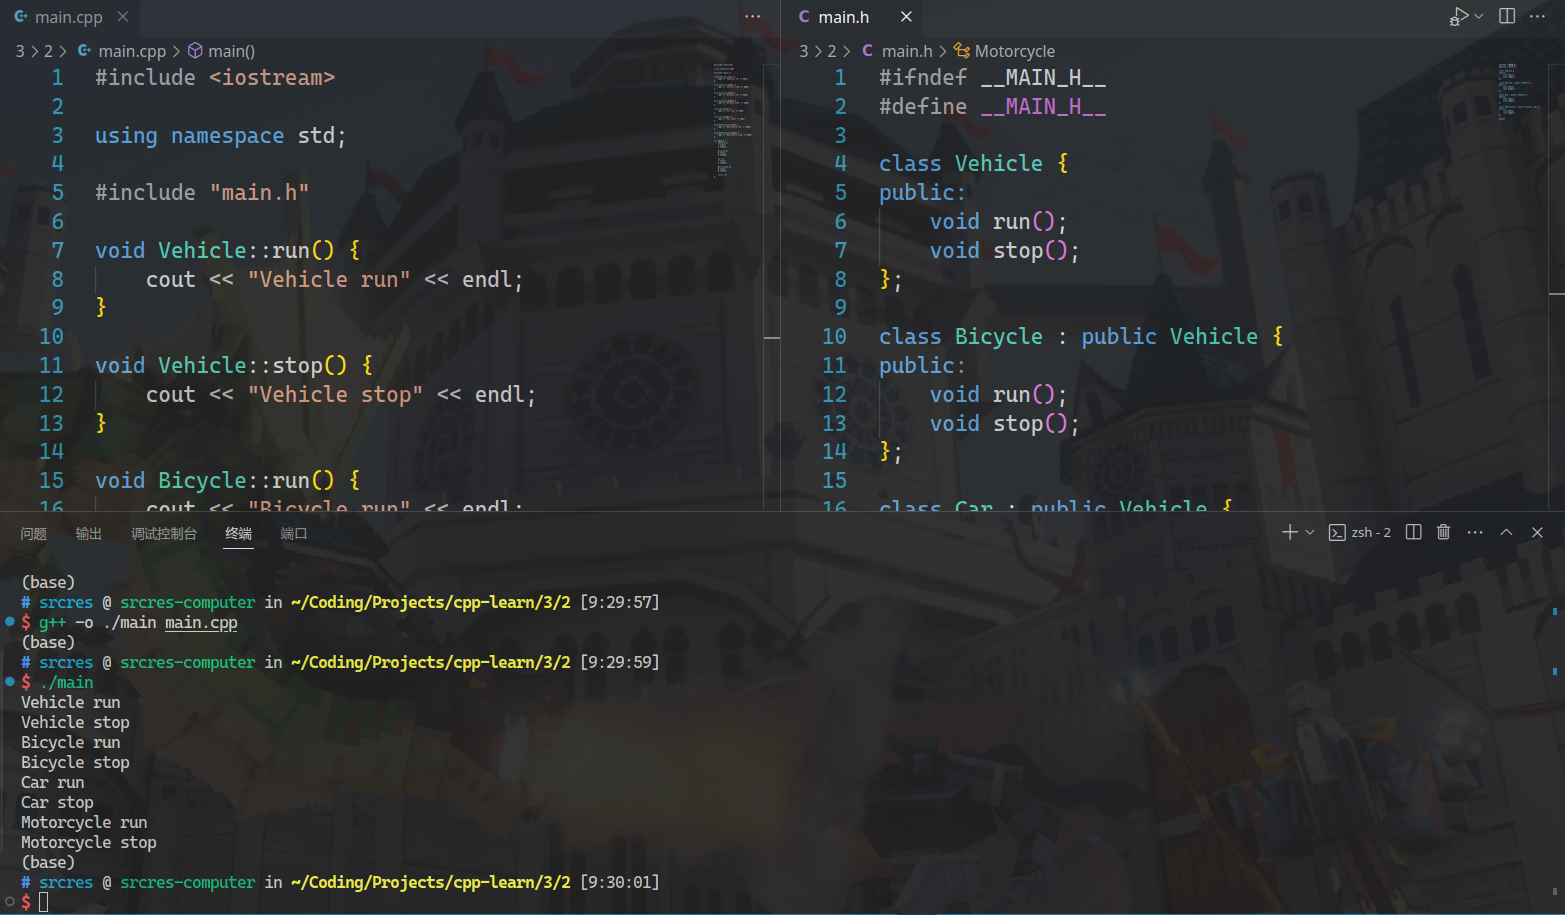 main.cpp
3 > 2 > main.cpp > main()
1 #include <iostream>
2
3 using namespace std;
4
5 #include "main.h"
6
7 void Vehicle::run() {
8 cout << "Vehicle run" << endl;
9 }
10
11 void Vehicle::stop() {
12 cout << "Vehicle stop" << endl;
13 }
14
15 void Bicycle::run() {
16 cout << "Bicycle run" << endl;
C main.h
3 > 2 > C main.h > Motorcycle
1 #ifndef __MAIN_H__
2 #define __MAIN_H__
3
4 class Vehicle {
5 public:
6 void run();
7 void stop();
8 };
9
10 class Bicycle : public Vehicle {
11 public:
12 void run();
13 void stop();
14 };
15
16 class Car : public Vehicle {
问题 输出 调试控制台 终端 端口 zsh - 2
(base)
# srcres @ srcres-computer in ~/Coding/Projects/cpp-learn/3/2 [9:29:57]
$ g++ -o ./main main.cpp
(base)
# srcres @ srcres-computer in ~/Coding/Projects/cpp-learn/3/2 [9:29:59]
$ ./main
Vehicle run
Vehicle stop
Bicycle run
Bicycle stop
Car run
Car stop
Motorcycle run
Motorcycle stop
(base)
# srcres @ srcres-computer in ~/Coding/Projects/cpp-learn/3/2 [9:30:01]
$